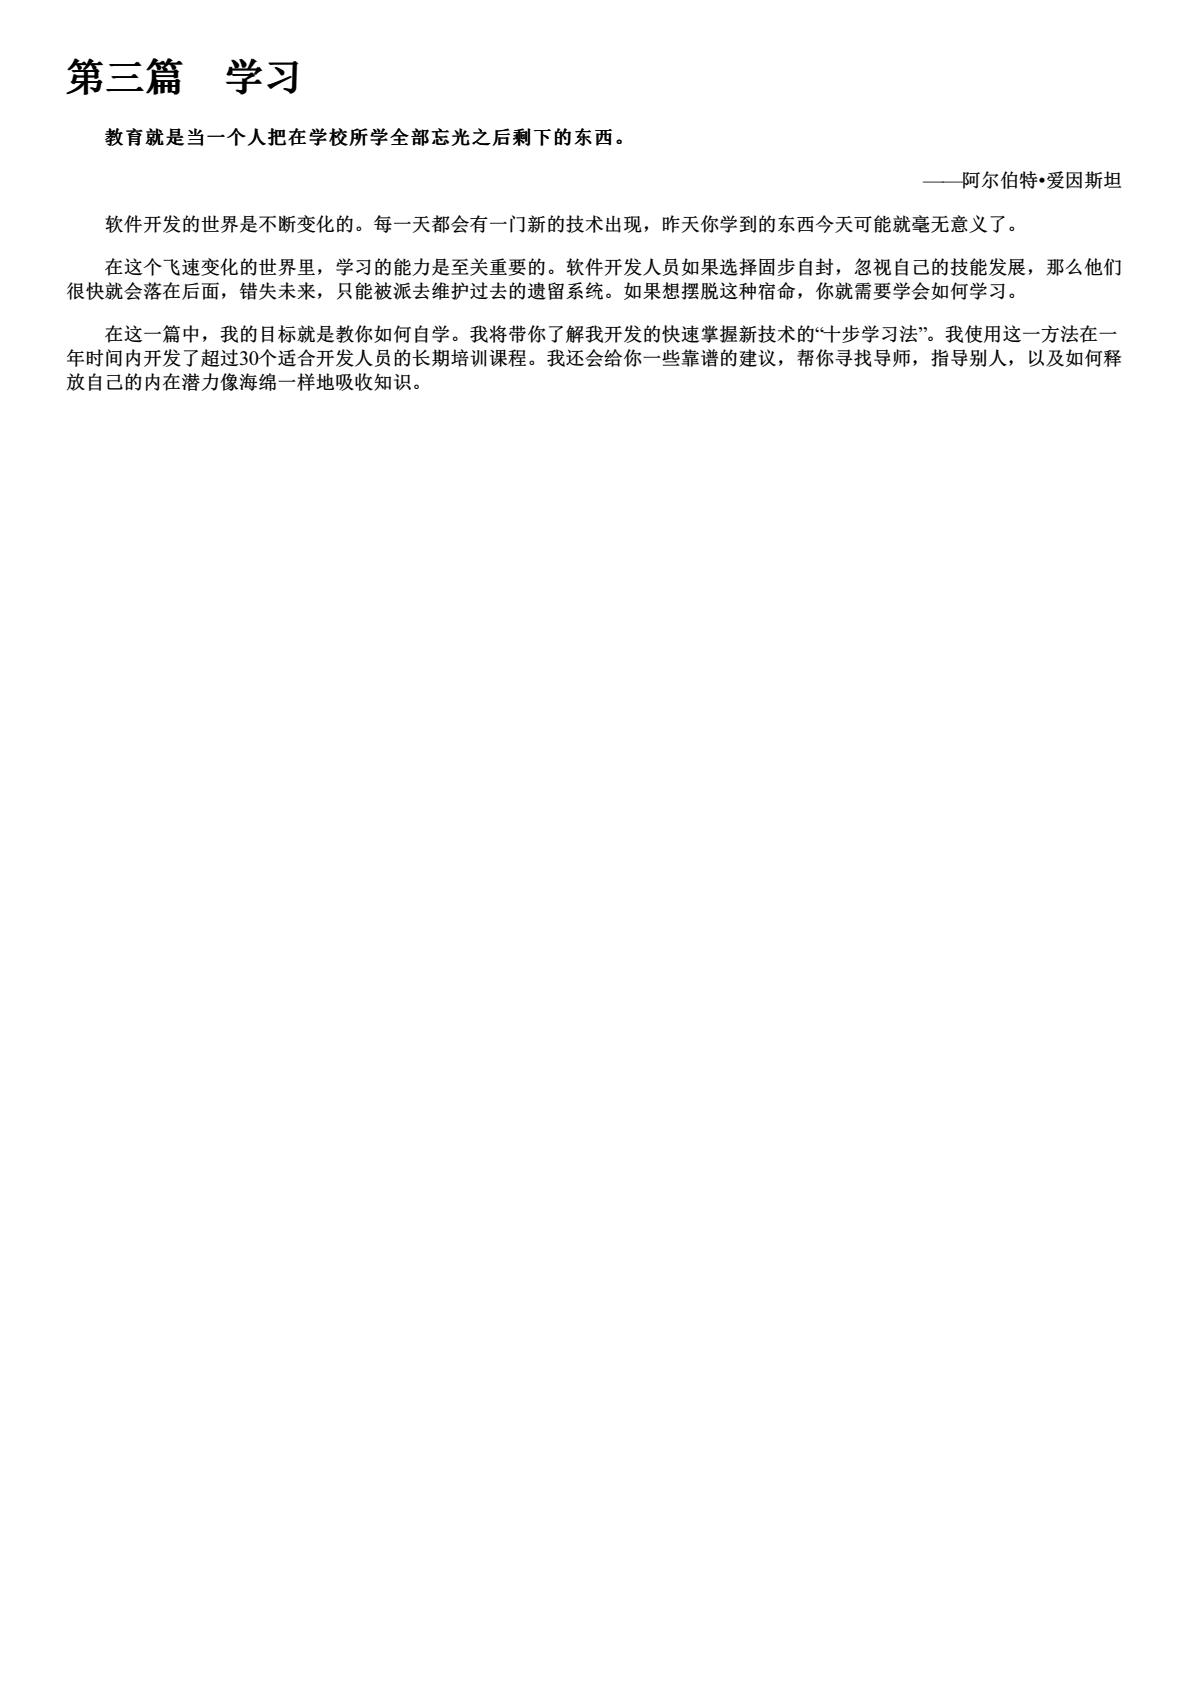 第三篇　学习
教育就是当一个人把在学校所学全部忘光之后剩下的东西。
——阿尔伯特•爱因斯坦
软件开发的世界是不断变化的。每一天都会有一门新的技术出现，昨天你学到的东西今天可能就毫无意义了。
在这个飞速变化的世界里，学习的能力是至关重要的。软件开发人员如果选择固步自封，忽视自己的技能发展，那么他们
很快就会落在后面，错失未来，只能被派去维护过去的遗留系统。如果想摆脱这种宿命，你就需要学会如何学习。
在这一篇中，我的目标就是教你如何自学。我将带你了解我开发的快速掌握新技术的“十步学习法”。我使用这一方法在一
年时间内开发了超过30个适合开发人员的长期培训课程。我还会给你一些靠谱的建议，帮你寻找导师，指导别人，以及如何释
放自己的内在潜力像海绵一样地吸收知识。